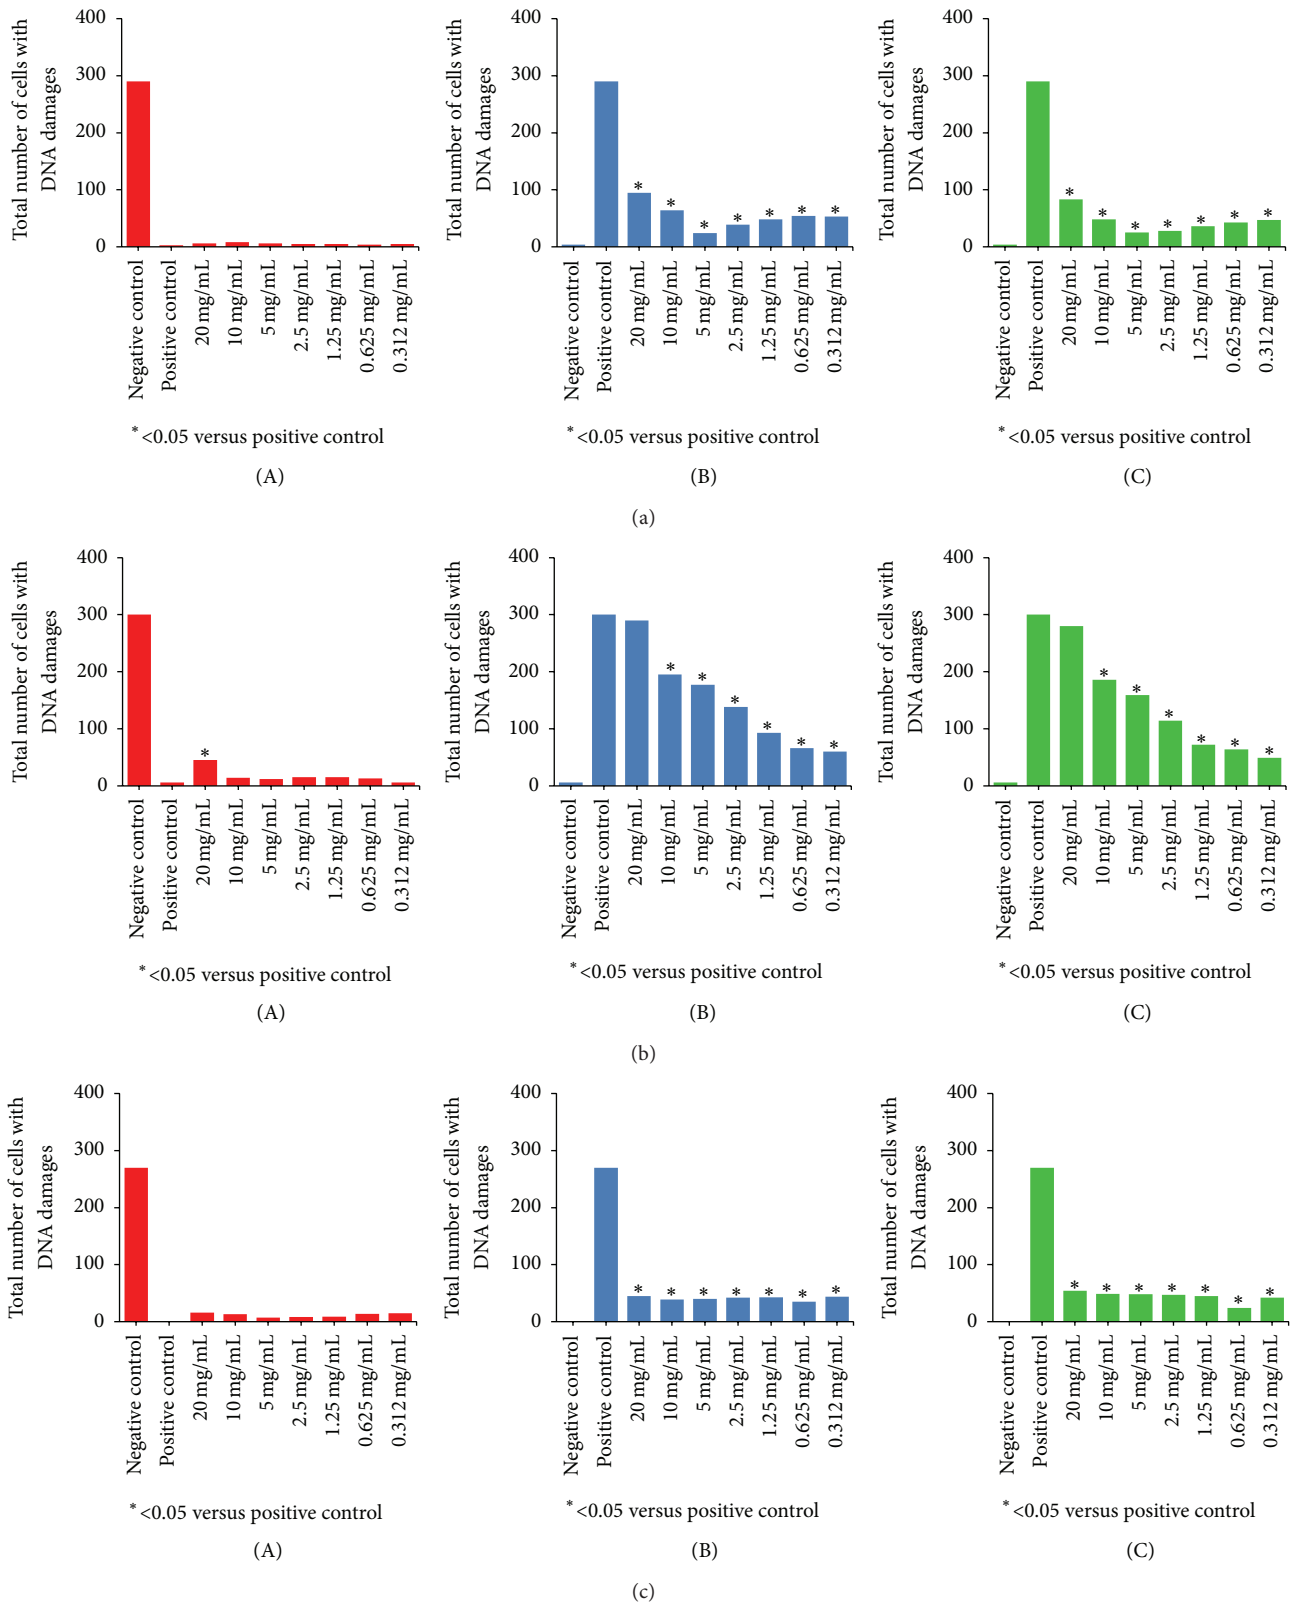 Total number of cells with
DNA damages
400
300
200
100
0
Negative control
Positive control
20 mg/mL
10 mg/mL
5 mg/mL
2.5 mg/mL
1.25 mg/mL
0.625 mg/mL
0.312 mg/mL
*<0.05 versus positive control
(A)
Total number of cells with
DNA damages
400
300
200
100
0
* * * * * * *
Negative control
Positive control
20 mg/mL
10 mg/mL
5 mg/mL
2.5 mg/mL
1.25 mg/mL
0.625 mg/mL
0.312 mg/mL
*<0.05 versus positive control
(B)
Total number of cells with
DNA damages
400
300
200
100
0
* * * * * * *
Negative control
Positive control
20 mg/mL
10 mg/mL
5 mg/mL
2.5 mg/mL
1.25 mg/mL
0.625 mg/mL
0.312 mg/mL
*<0.05 versus positive control
(C)
(a)
Total number of cells with
DNA damages
400
300
200
100
0
*
Negative control
Positive control
20 mg/mL
10 mg/mL
5 mg/mL
2.5 mg/mL
1.25 mg/mL
0.625 mg/mL
0.312 mg/mL
*<0.05 versus positive control
(A)
Total number of cells with
DNA damages
400
300
200
100
0
* * * * * *
Negative control
Positive control
20 mg/mL
10 mg/mL
5 mg/mL
2.5 mg/mL
1.25 mg/mL
0.625 mg/mL
0.312 mg/mL
*<0.05 versus positive control
(B)
Total number of cells with
DNA damages
400
300
200
100
0
* * * * * *
Negative control
Positive control
20 mg/mL
10 mg/mL
5 mg/mL
2.5 mg/mL
1.25 mg/mL
0.625 mg/mL
0.312 mg/mL
*<0.05 versus positive control
(C)
(b)
Total number of cells with
DNA damages
400
300
200
100
0
Negative control
Positive control
20 mg/mL
10 mg/mL
5 mg/mL
2.5 mg/mL
1.25 mg/mL
0.625 mg/mL
0.312 mg/mL
*<0.05 versus positive control
(A)
Total number of cells with
DNA damages
400
300
200
100
0
* * * * * * *
Negative control
Positive control
20 mg/mL
10 mg/mL
5 mg/mL
2.5 mg/mL
1.25 mg/mL
0.625 mg/mL
0.312 mg/mL
*<0.05 versus positive control
(B)
Total number of cells with
DNA damages
400
300
200
100
0
* * * * * * *
Negative control
Positive control
20 mg/mL
10 mg/mL
5 mg/mL
2.5 mg/mL
1.25 mg/mL
0.625 mg/mL
0.312 mg/mL
*<0.05 versus positive control
(C)
(c)